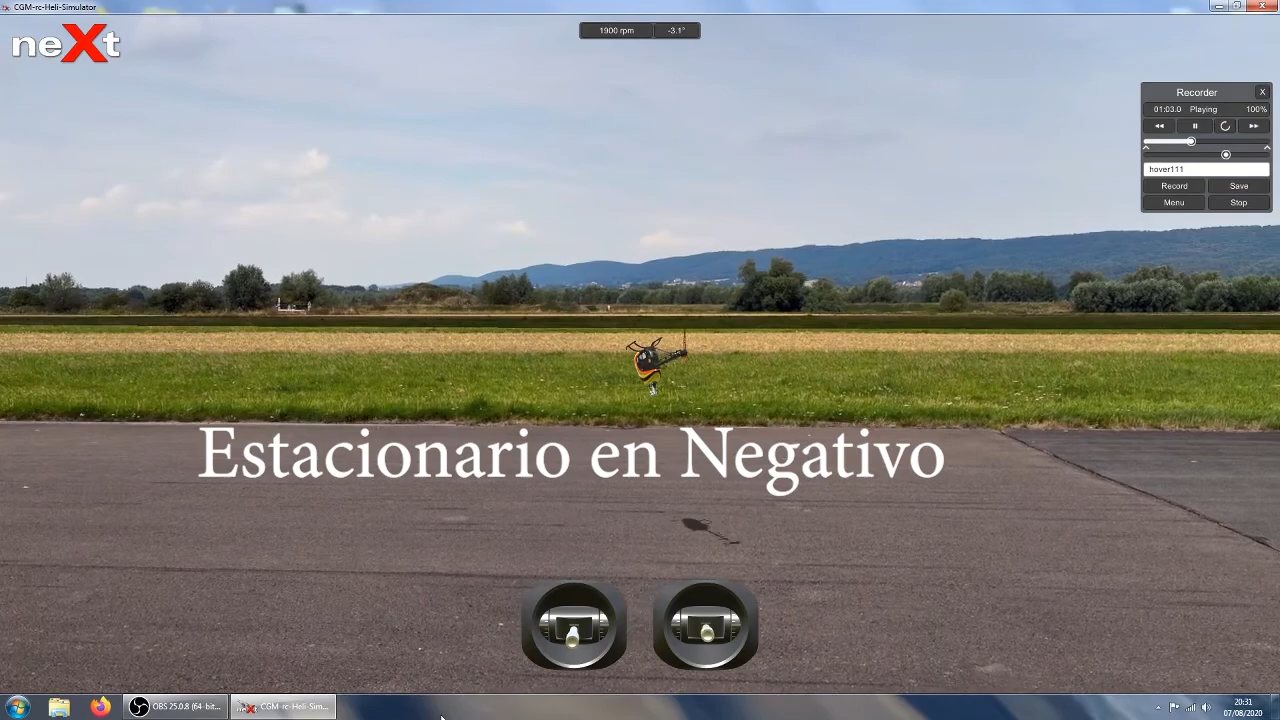 CGM-rc-Heli-Simulator
neXt
1900 rpm -3.1°
Recorder X
01:03.0 Playing 100%
hover111
Record Save
Menu Stop
Estacionario en Negativo
OBS 25.0.8 (64-bit...
CGM-rc-Heli-Sim...
20:31
07/08/2020